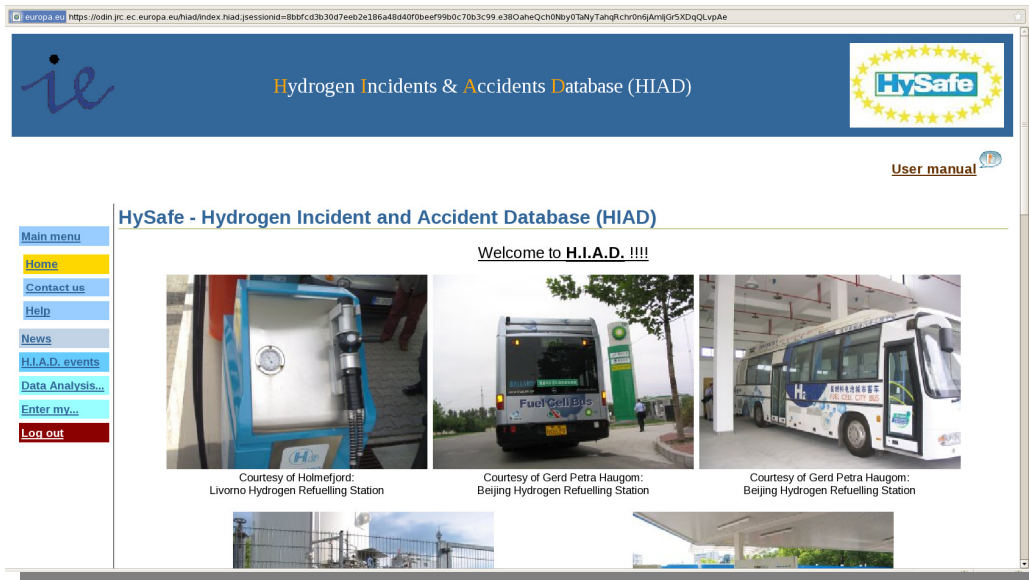 europa.eu https://odin.jrc.ec.europa.eu/hiad/index.hiad;jsessionid=8bbfcd3b30d7eeb2e186a48d40f0beef99b0c70b3c99.e38OaheQch0Nby0TaNyTahqRchr0n6jAmljGr5XDqQLvpAe
ie
Hydrogen Incidents & Accidents Database (HIAD)
HySafe
User manual
HySafe - Hydrogen Incident and Accident Database (HIAD)
Main menu
Home
Contact us
Help
News
H.I.A.D. events
Data Analysis...
Enter my...
Log out
Welcome to H.I.A.D. !!!!
BALLARD
Fuel Cell Bus
bp
H2
FUEL CELL CITY BUS
Courtesy of Holmefjord:
Livorno Hydrogen Refuelling Station
Courtesy of Gerd Petra Haugom:
Beijing Hydrogen Refuelling Station
Courtesy of Gerd Petra Haugom:
Beijing Hydrogen Refuelling Station